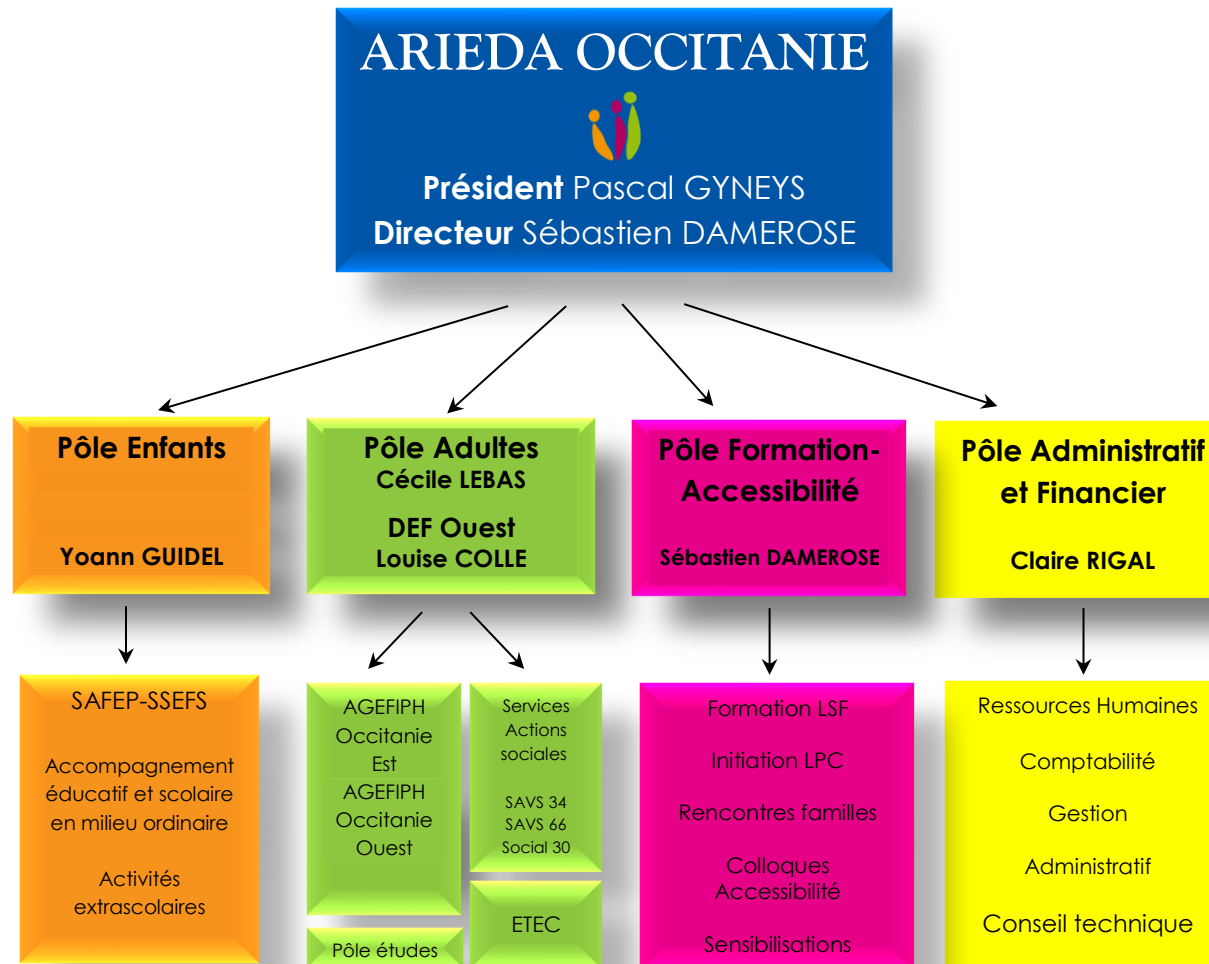 ARIEDA OCCITANIE
Président Pascal GYNEYS
Directeur Sébastien DAMEROSE
Pôle Enfants
Yoann GUIDEL
Pôle Adultes
Cécile LEBAS
DEF Ouest
Louise COLLE
Pôle Formation-
Accessibilité
Sébastien DAMEROSE
Pôle Administratif
et Financier
Claire RIGAL
SAFEP-SSEFS
Accompagnement
éducatif et scolaire
en milieu ordinaire
Activités
extrascolaires
AGEFIPH
Occitanie
Est
AGEFIPH
Occitanie
Ouest
Pôle études
Services
Actions
sociales
SAVS 34
SAVS 66
Social 30
ETEC
Formation LSF
Initiation LPC
Rencontres familles
Colloques
Accessibilité
Sensibilisations
Ressources Humaines
Comptabilité
Gestion
Administratif
Conseil technique